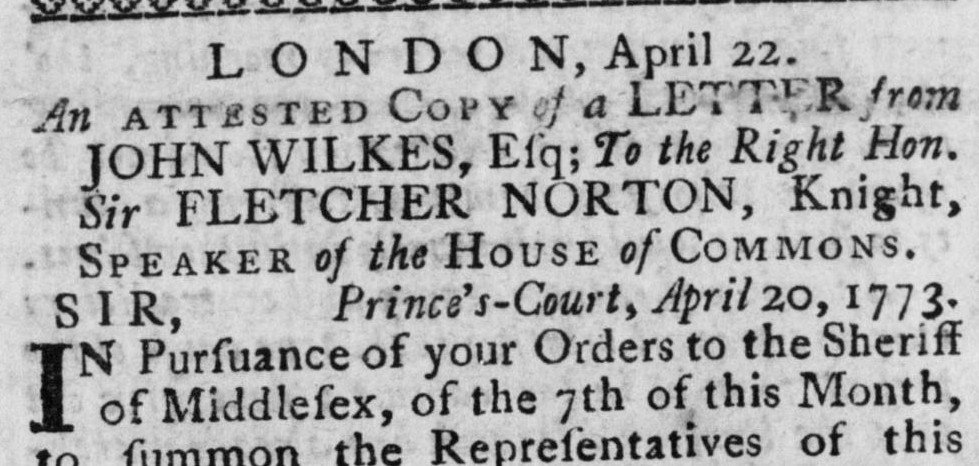 LONDON, April 22.
An ATTESTED COPY of a LETTER from
JOHN WILKES, Eſq; To the Right Hon.
Sir FLETCHER NORTON, Knight,
SPEAKER of the HOUSE of COMMONS.
SIR, Prince's-Court, April 20, 1773.
IN Purſuance of your Orders to the Sheriff
of Middleſex, of the 7th of this Month,
to ſummon the Repreſentatives of this